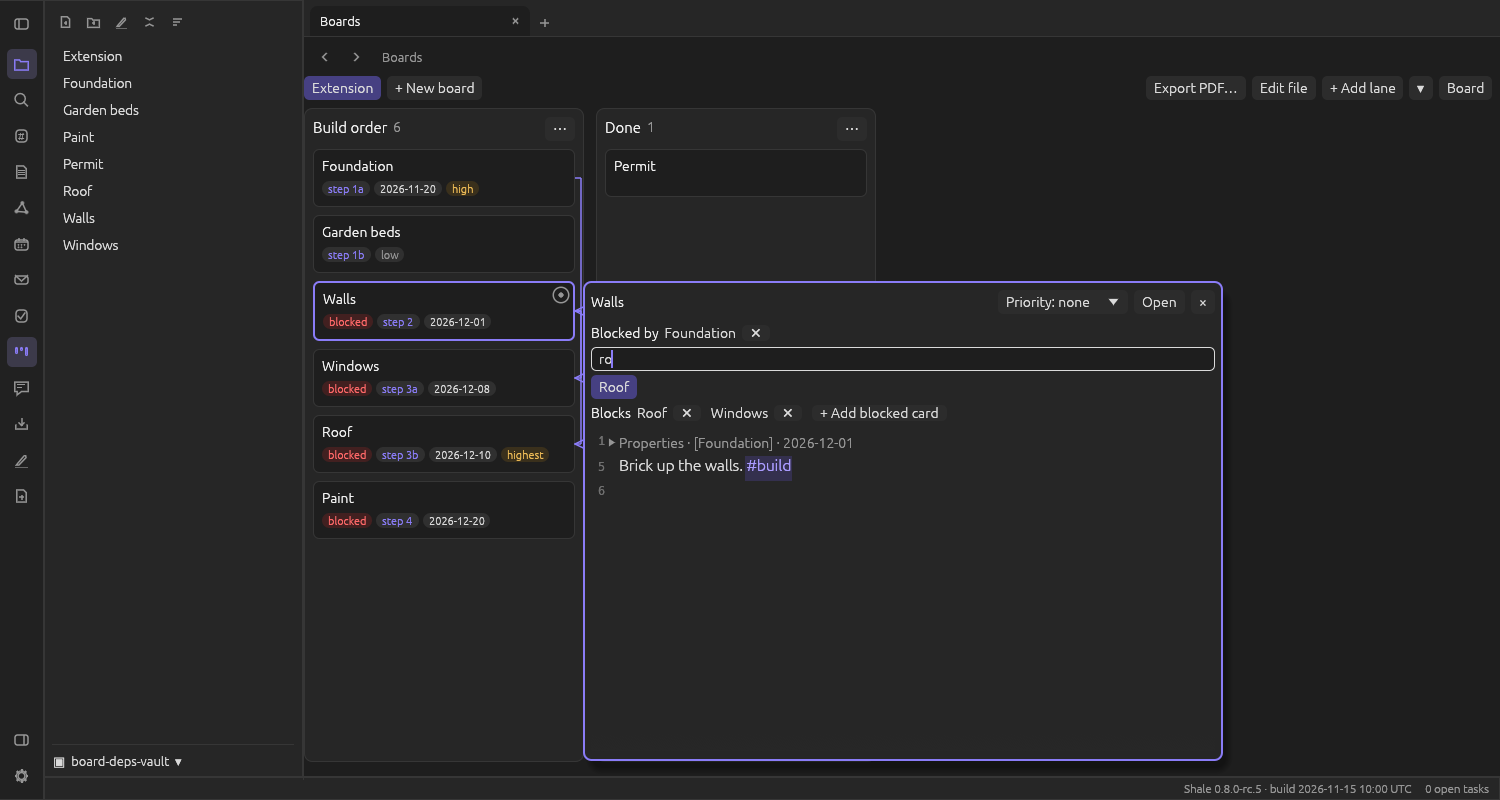 Boards ×
Boards
Extension
Foundation
Garden beds
Paint
Permit
Roof
Walls
Windows
board-deps-vault ▾
Extension + New board Export PDF… Edit file + Add lane ▾ Board
Build order 6 ⋯
Foundation
step 1a 2026-11-20 high
Garden beds
step 1b low
Walls
blocked step 2 2026-12-01
Windows
blocked step 3a 2026-12-08
Roof
blocked step 3b 2026-12-10 highest
Paint
blocked step 4 2026-12-20
Done 1 ⋯
Permit
Walls Priority: none ▼ Open ×
Blocked by Foundation ✕
ro
Roof
Blocks Roof ✕ Windows ✕ + Add blocked card
1 ▸ Properties · [Foundation] · 2026-12-01
5 Brick up the walls. #build
6
Shale 0.8.0-rc.5 · build 2026-11-15 10:00 UTC 0 open tasks